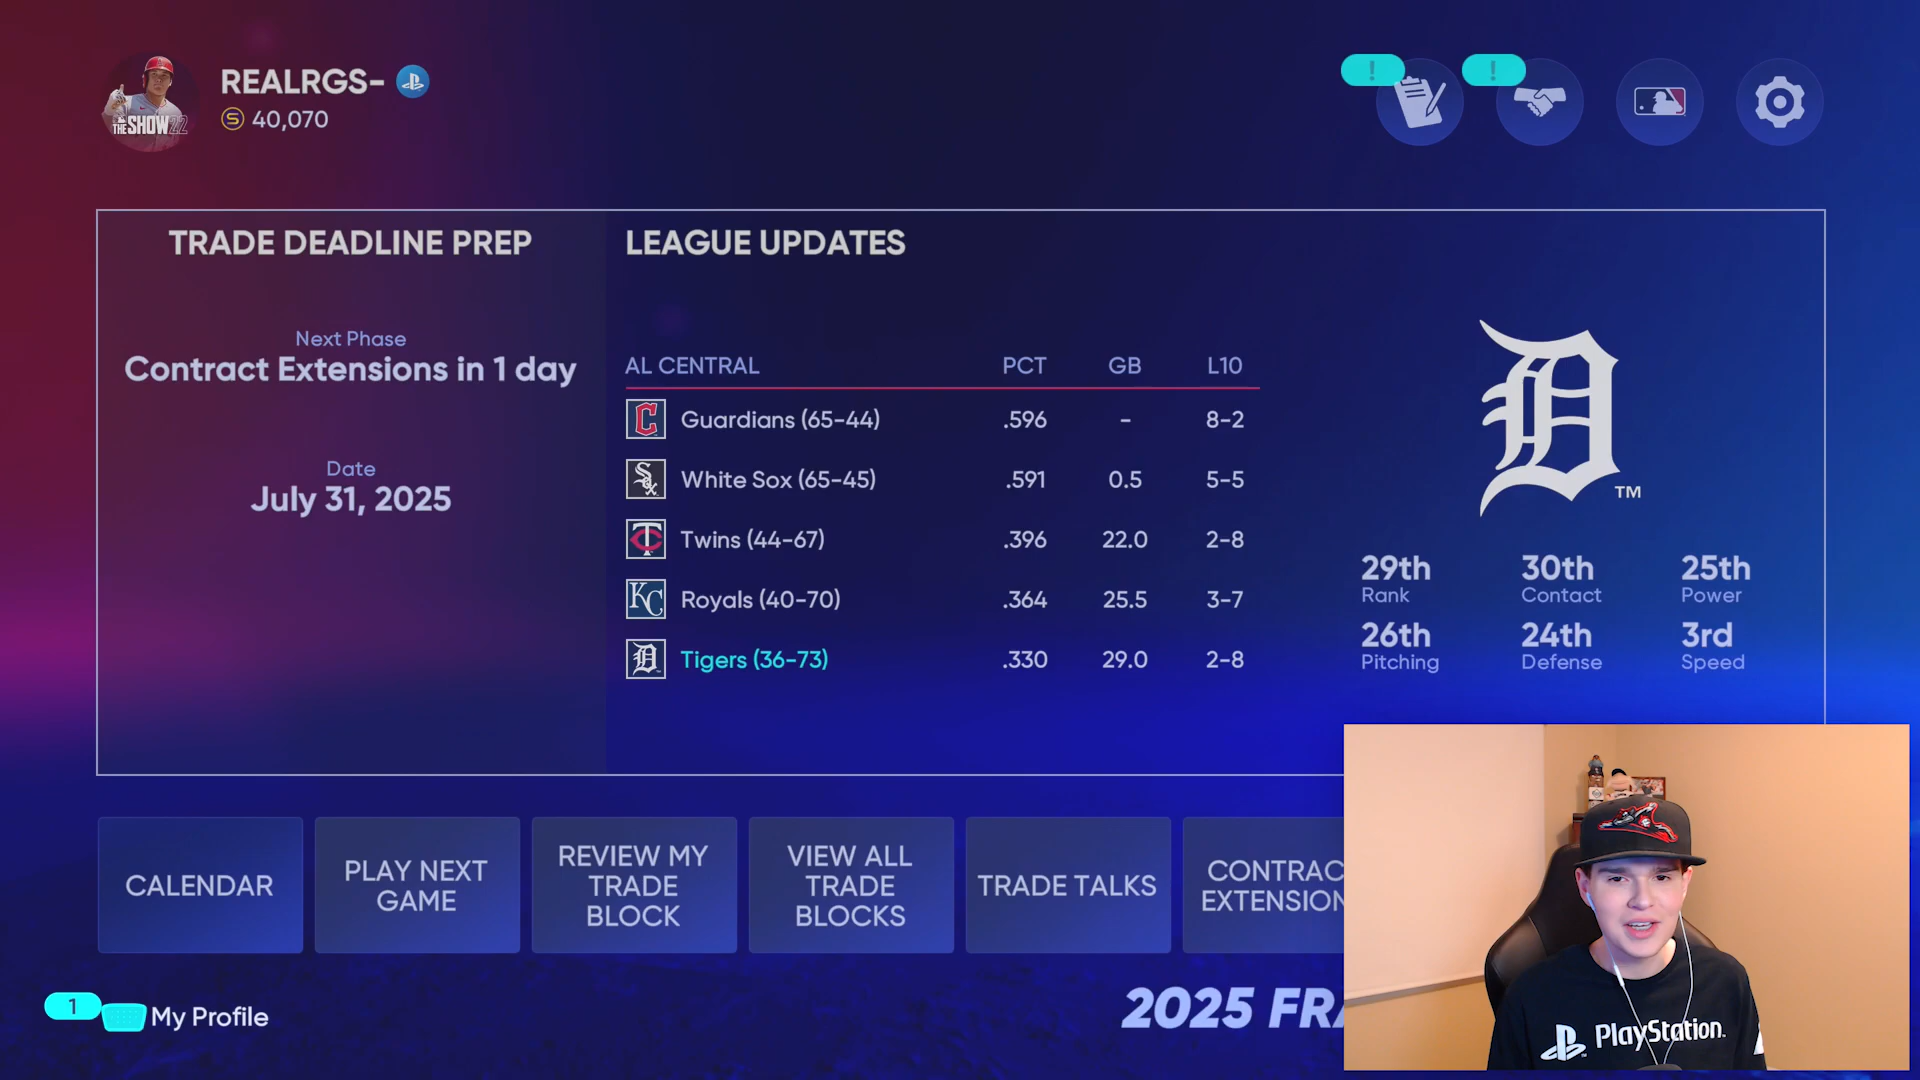 REALRGS-
40,070
THE SHOW 22
!
!
TRADE DEADLINE PREP
Next Phase
Contract Extensions in 1 day
Date
July 31, 2025
LEAGUE UPDATES
AL CENTRAL PCT GB L10
Guardians (65-44) .596 - 8-2
White Sox (65-45) .591 0.5 5-5
Twins (44-67) .396 22.0 2-8
Royals (40-70) .364 25.5 3-7
Tigers (36-73) .330 29.0 2-8
D TM
29th 30th 25th
Rank Contact Power
26th 24th 3rd
Pitching Defense Speed
CALENDAR
PLAY NEXT
GAME
REVIEW MY
TRADE
BLOCK
VIEW ALL
TRADE
BLOCKS
TRADE TALKS
CONTRAC
EXTENSION
1 My Profile
2025 FRA
PlayStation